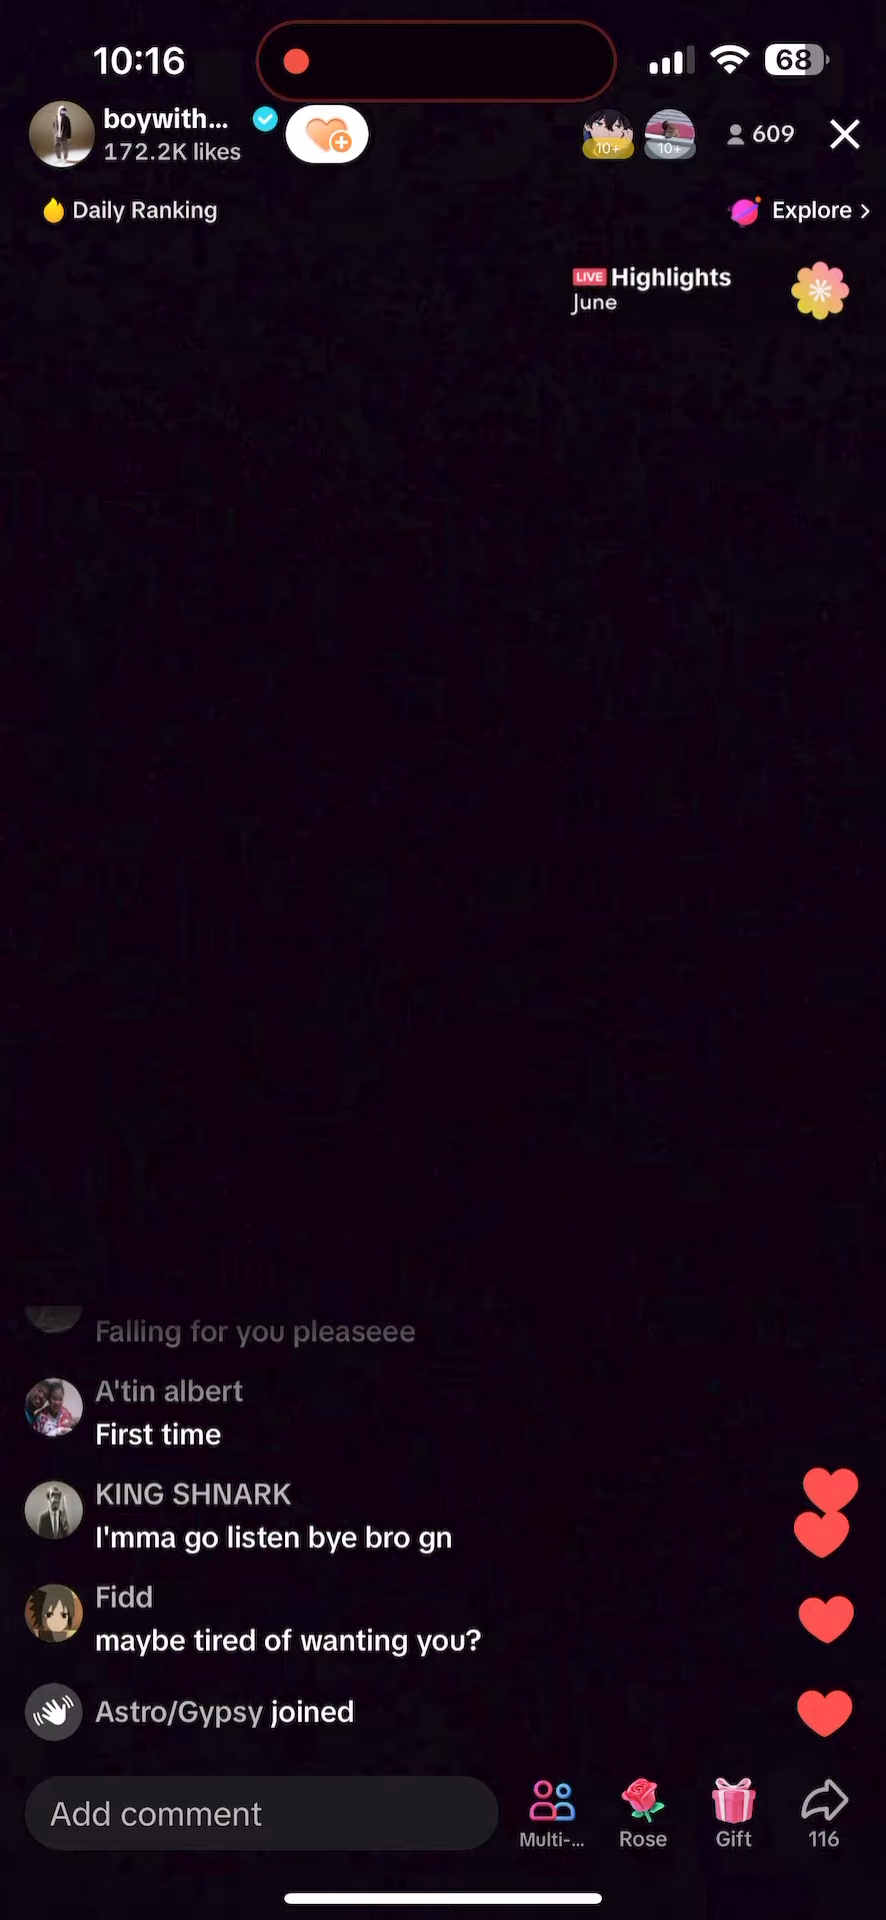 10:16
68
boywith...
172.2K likes
10+
10+
609
Daily Ranking
Explore >
LIVE Highlights
June
Falling for you pleaseee
A'tin albert
First time
KING SHNARK
I'mma go listen bye bro gn
Fidd
maybe tired of wanting you?
Astro/Gypsy joined
Add comment
Multi-...
Rose
Gift
116